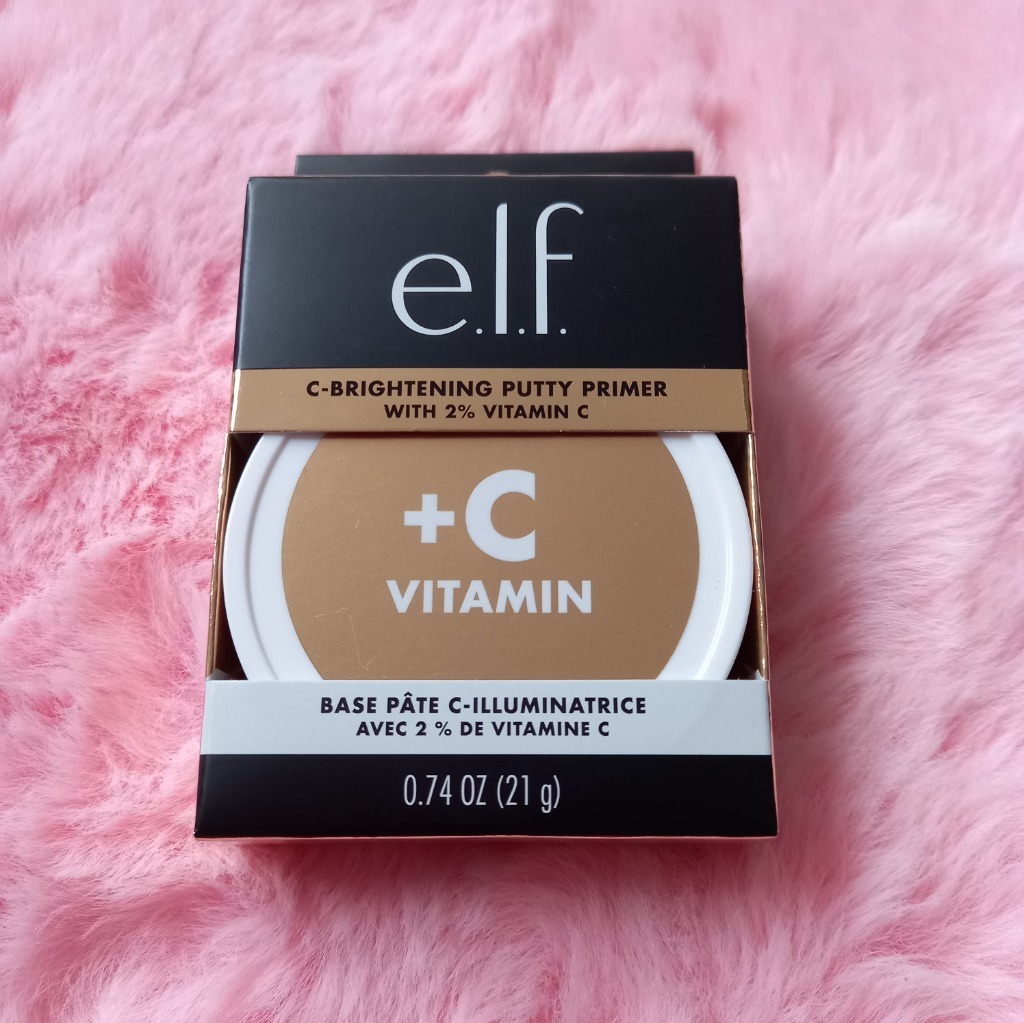 e.l.f.
C-BRIGHTENING PUTTY PRIMER
WITH 2% VITAMIN C
+C
VITAMIN
BASE PÂTE C-ILLUMINATRICE
AVEC 2 % DE VITAMINE C
0.74 OZ (21 g)